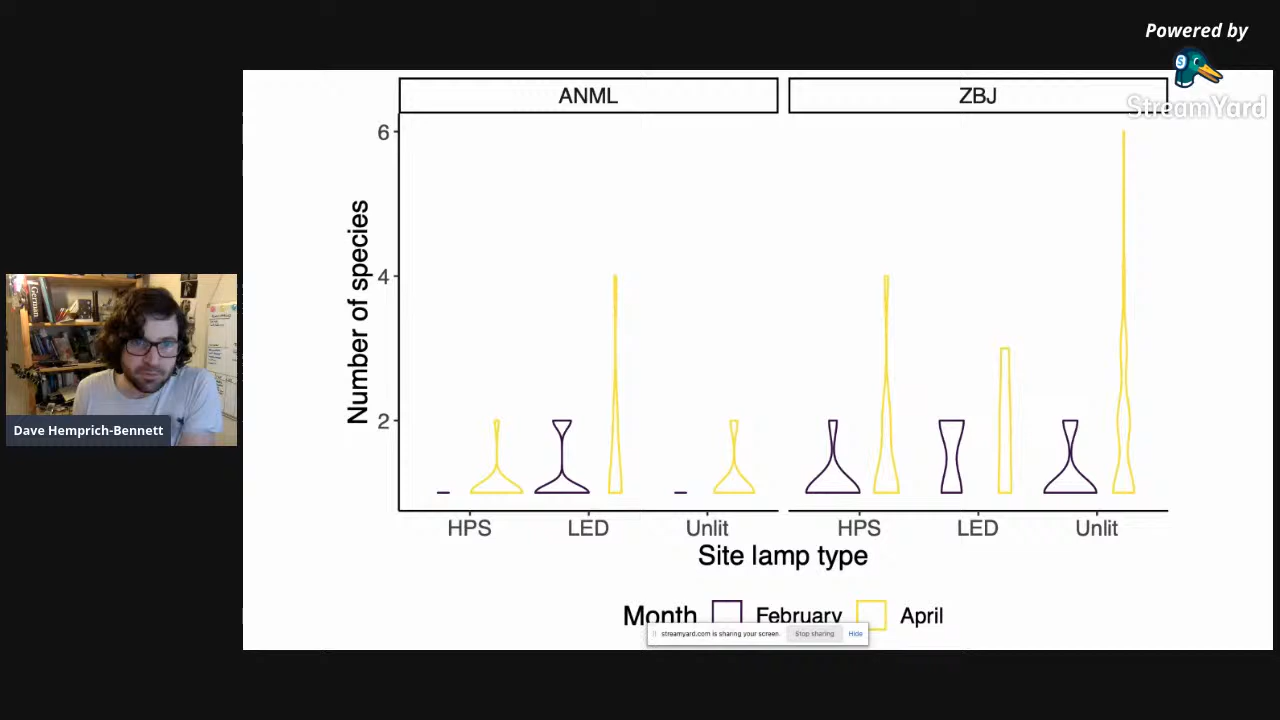 Powered by
StreamYard
ANML
ZBJ
6
4
2
Number of species
HPS
LED
Unlit
HPS
LED
Unlit
Site lamp type
Month
February
April
streamyard.com is sharing your screen.
Stop sharing
Hide
German
Dave Hemprich-Bennett